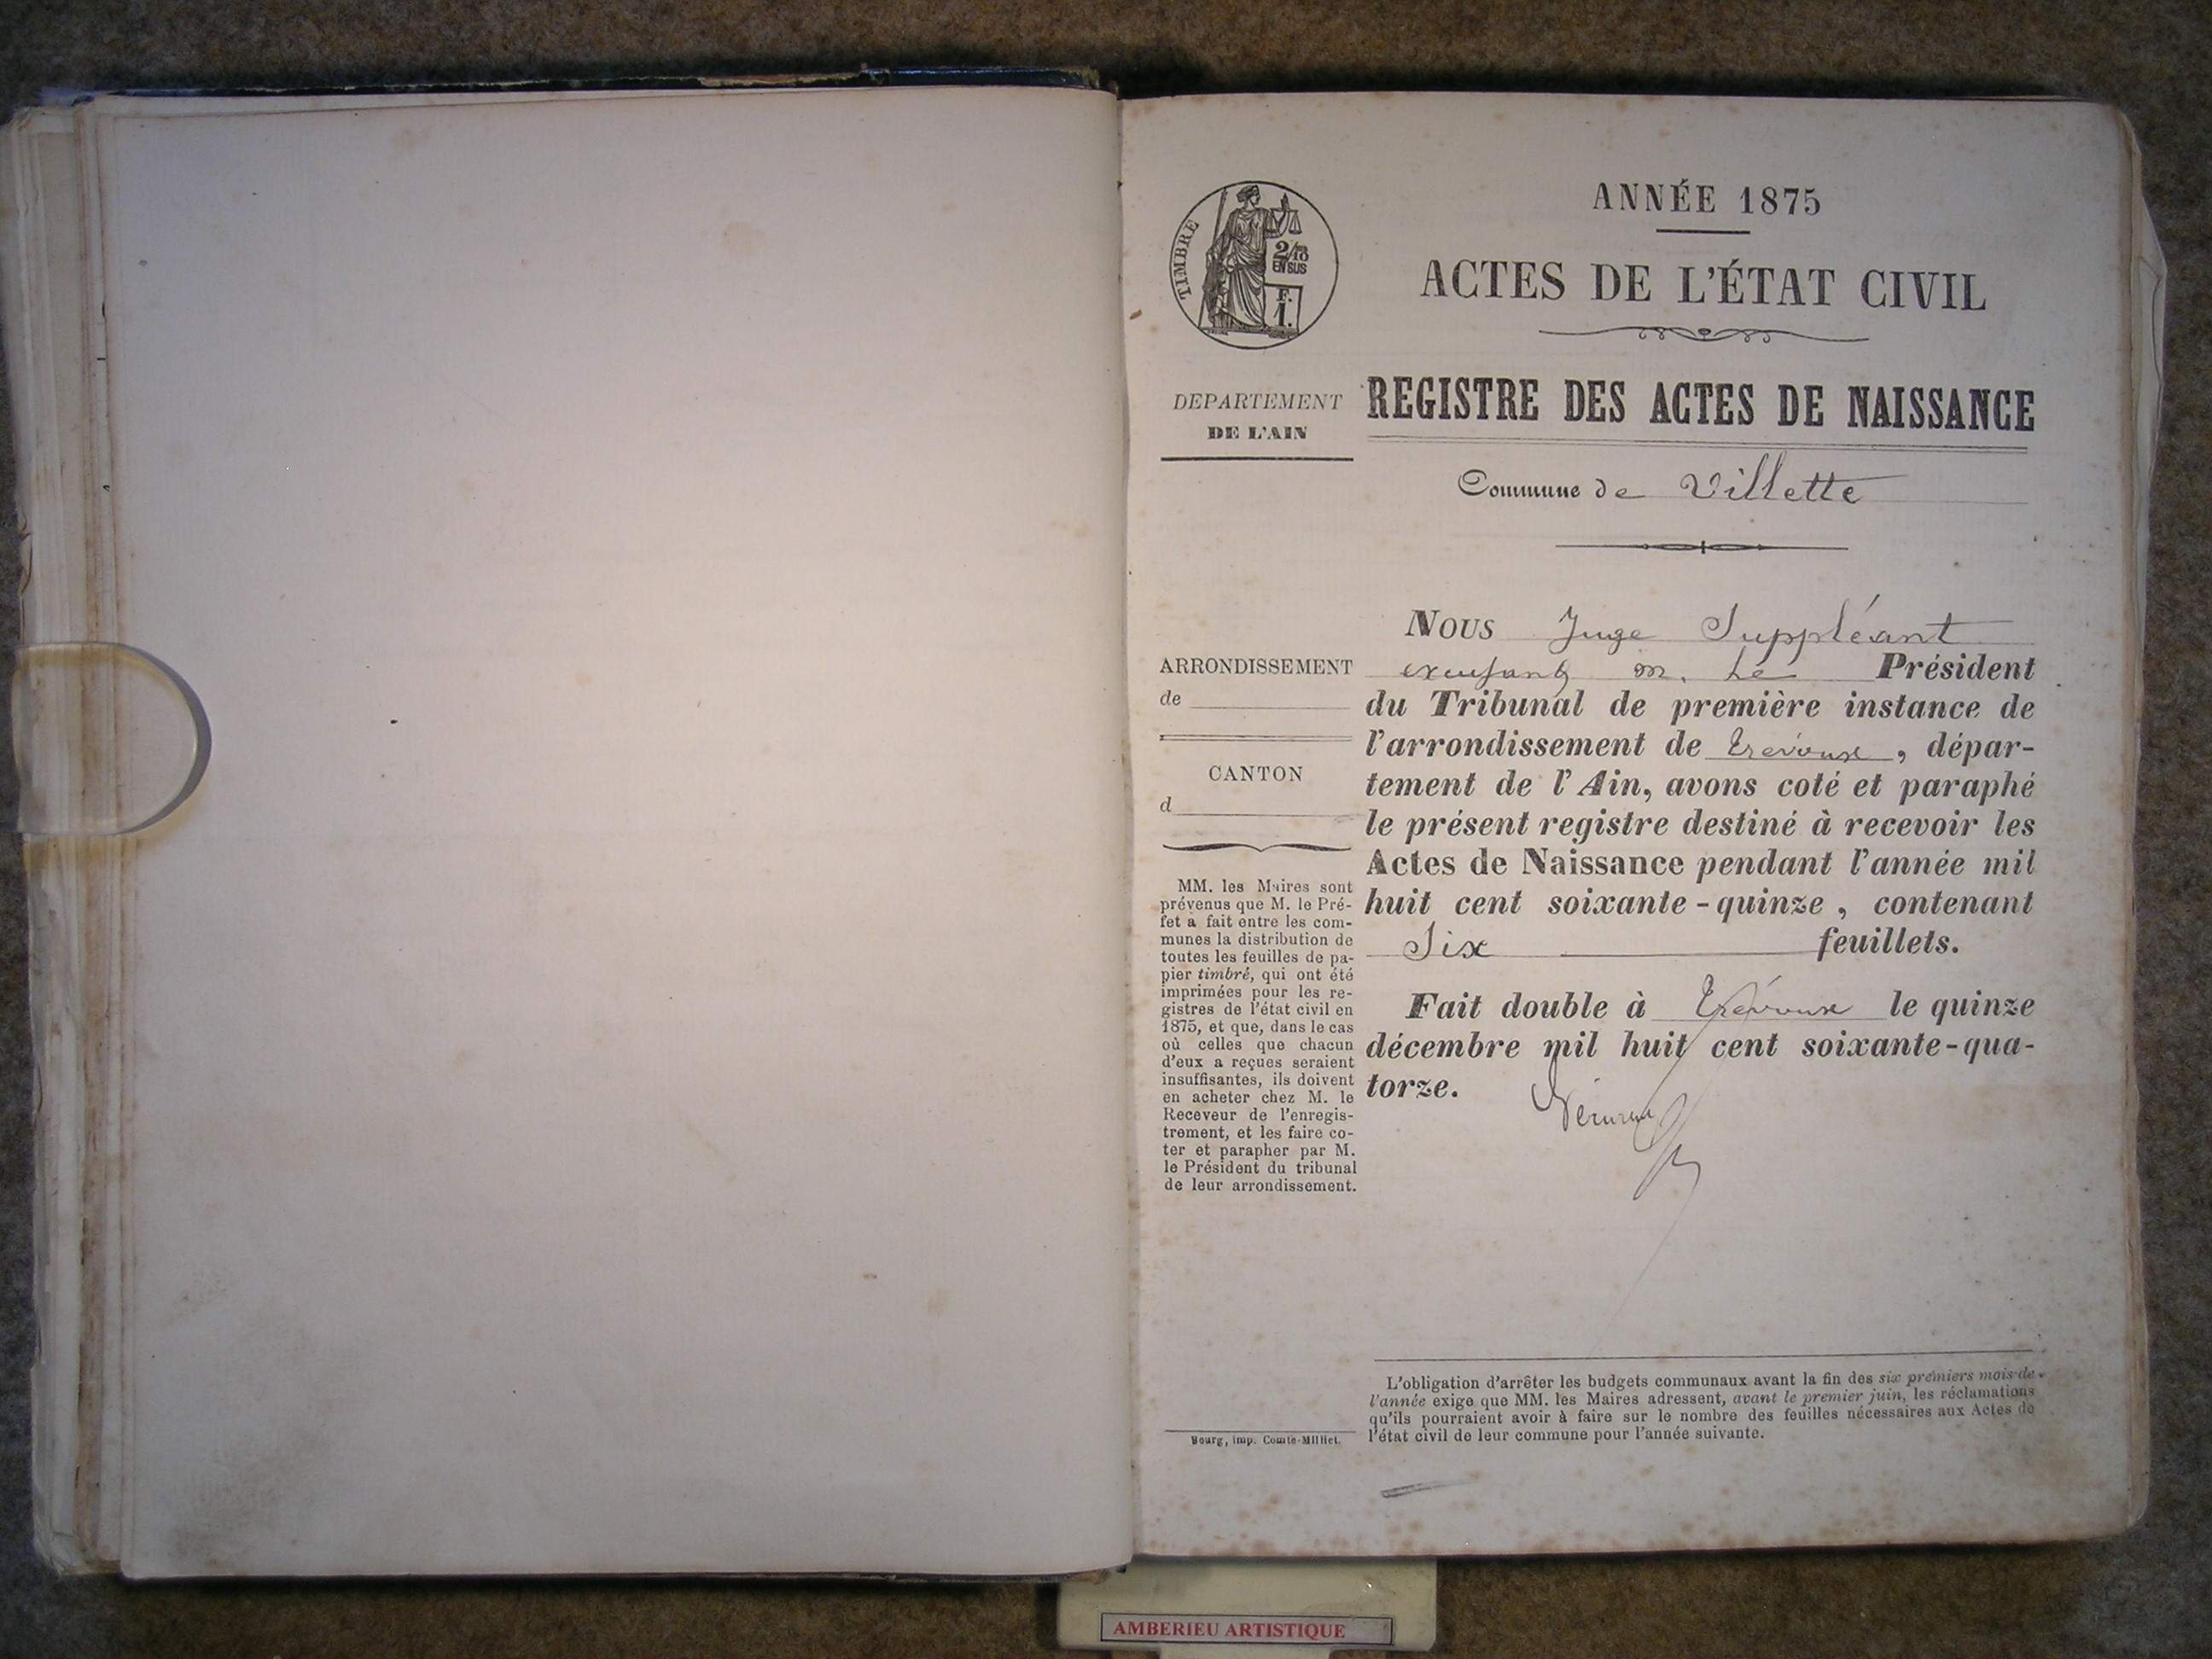 TIMBRE
2/10
EN SUS
F.
1.
DEPARTEMENT
DE L'AIN
ANNÉE 1875
ACTES DE L'ÉTAT CIVIL
REGISTRE DES ACTES DE NAISSANCE
Commune de Villette
ARRONDISSEMENT
de
CANTON
d
MM. les Maires sont
prévenus que M. le Pré-
fet a fait entre les com-
munes la distribution de
toutes les feuilles de pa-
pier timbré, qui ont été
imprimées pour les re-
gistres de l'état civil en
1875, et que, dans le cas
où celles que chacun
d'eux a reçues seraient
insuffisantes, ils doivent
en acheter chez M. le
Receveur de l'enregis-
trement, et les faire co-
ter et parapher par M.
le Président du tribunal
de leur arrondissement.
Nous Juge Suppléant
m. Le Président
du Tribunal de première instance de
l'arrondissement de Trévoux, dépar-
tement de l'Ain, avons coté et paraphé
le présent registre destiné à recevoir les
Actes de Naissance pendant l'année mil
huit cent soixante-quinze, contenant
Six feuillets.
Fait double à Trévoux le quinze
décembre mil huit cent soixante-qua-
torze.
L'obligation d'arrêter les budgets communaux avant la fin des six premiers mois de
l'année exige que MM. les Maires adressent, avant le premier juin, les réclamations
qu'ils pourraient avoir à faire sur le nombre des feuilles nécessaires aux Actes de
l'état civil de leur commune pour l'année suivante.
Bourg, imp. Comte-Milliet.
AMBERIEU ARTISTIQUE